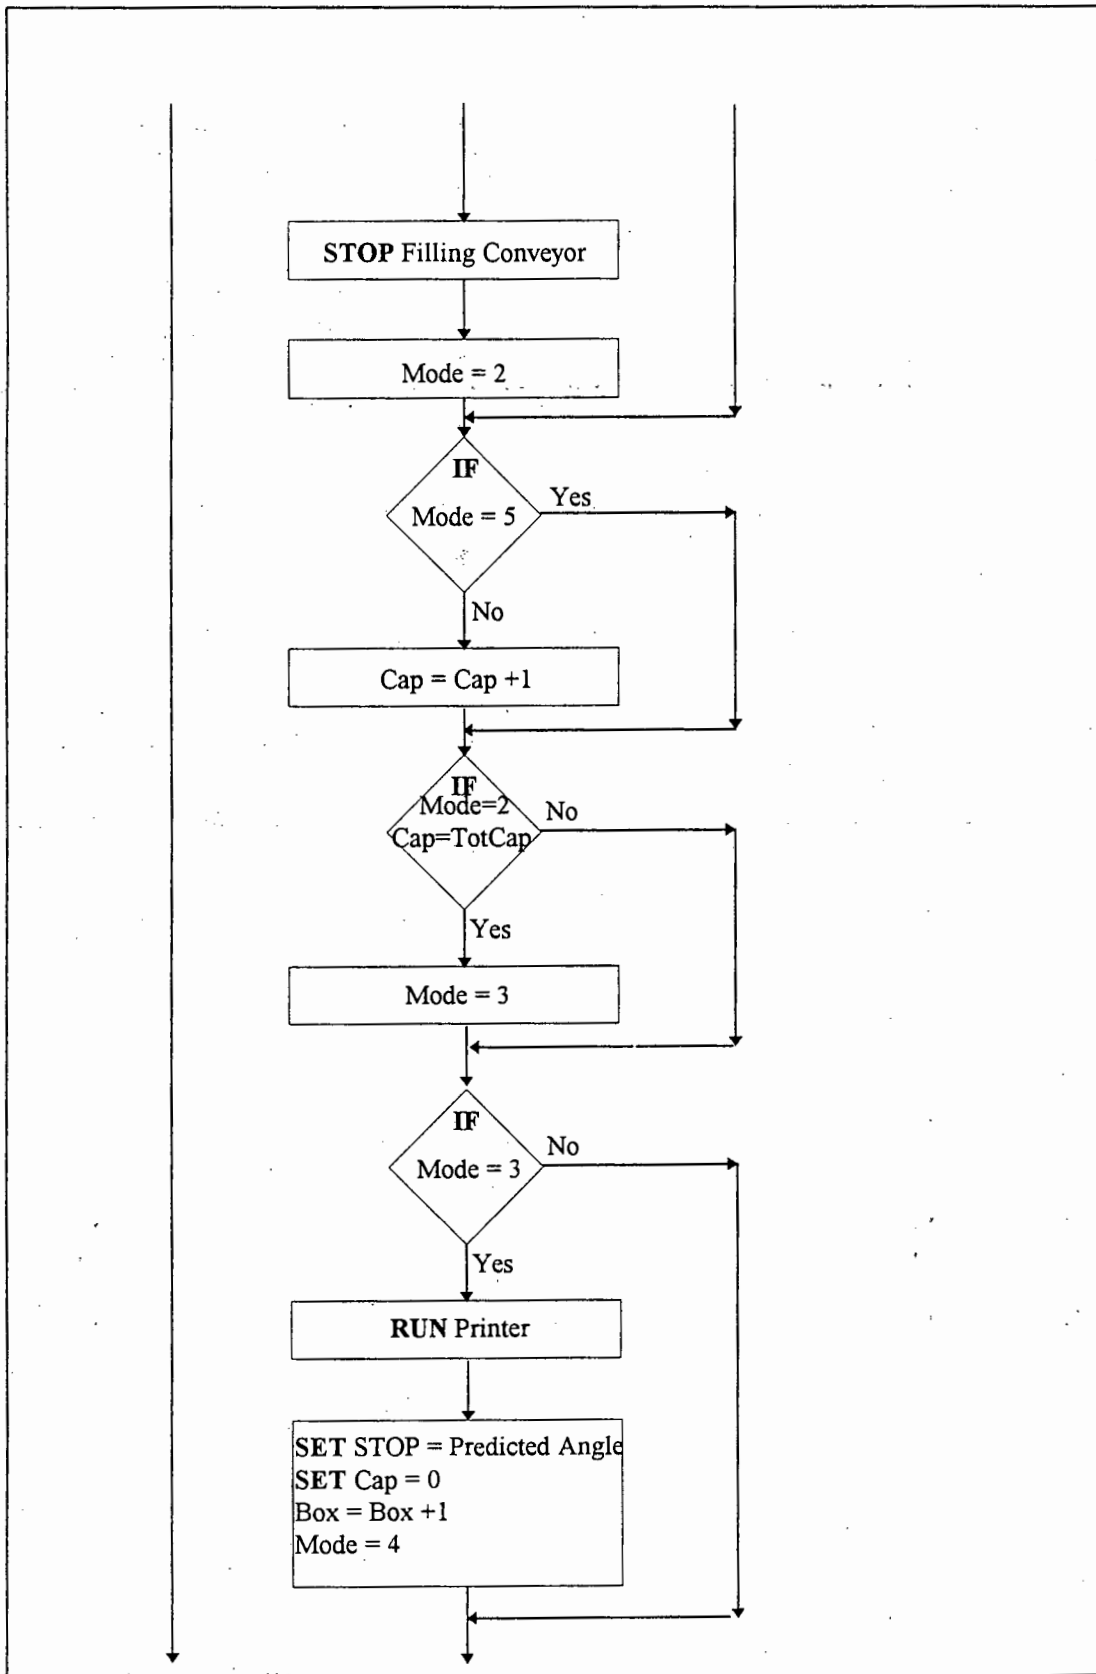 STOP Filling Conveyor
Mode = 2
IF
Mode = 5
Yes
No
Cap = Cap +1
IF
Mode=2
Cap=TotCap
No
Yes
Mode = 3
IF
Mode = 3
No
Yes
RUN Printer
SET STOP = Predicted Angle
SET Cap = 0
Box = Box +1
Mode = 4